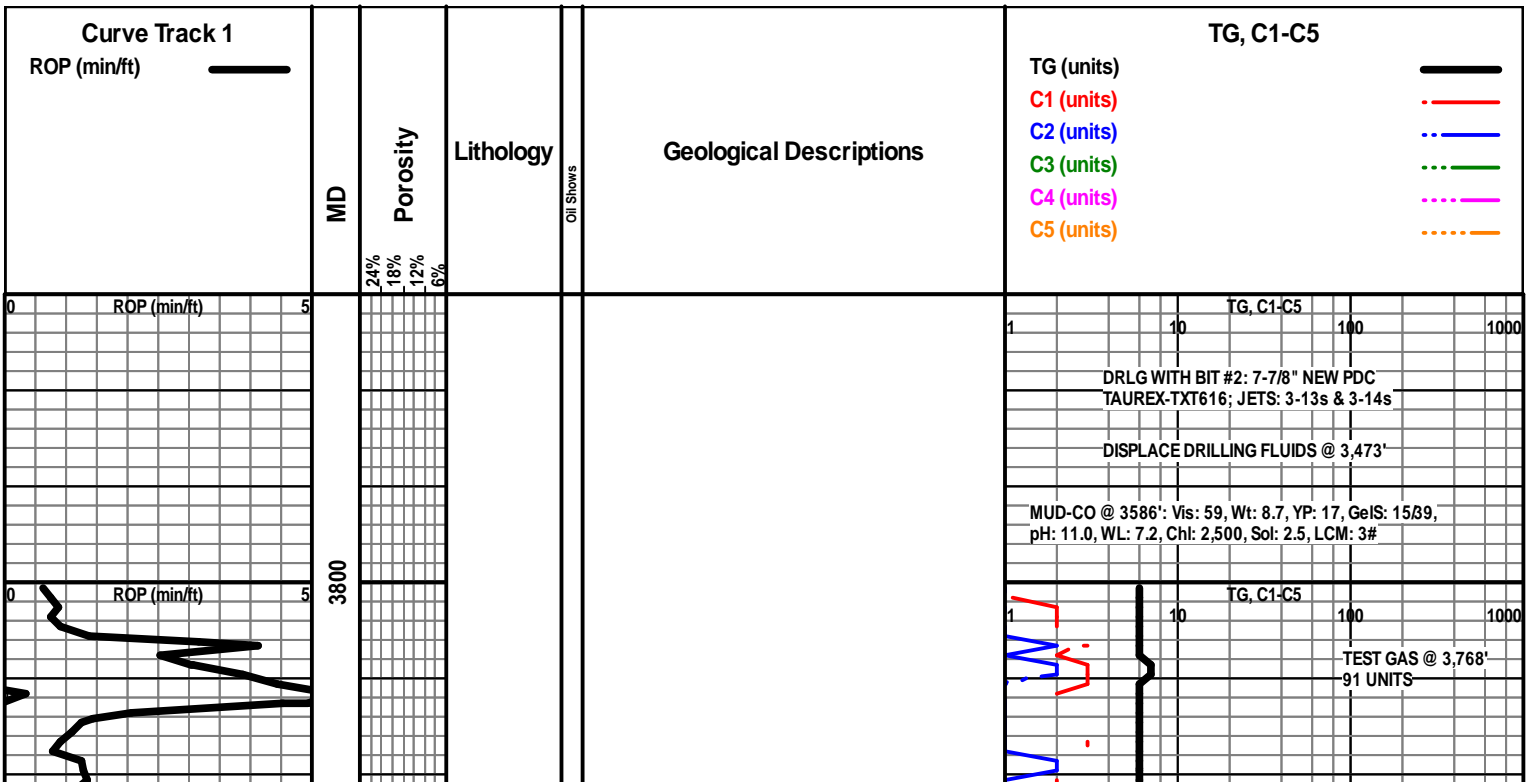 Curve Track 1
ROP (min/ft)
MD
Porosity
24%
18%
12%
6%
Lithology
Oil Shows
Geological Descriptions
TG, C1-C5
TG (units)
C1 (units)
C2 (units)
C3 (units)
C4 (units)
C5 (units)
0 ROP (min/ft) 5
TG, C1-C5
1 10 100 1000
DRLG WITH BIT #2: 7-7/8" NEW PDC
TAUREX-TXT616; JETS: 3-13s & 3-14s
DISPLACE DRILLING FLUIDS @ 3,473'
MUD-CO @ 3586': Vis: 59, Wt: 8.7, YP: 17, GelS: 15/39,
pH: 11.0, WL: 7.2, Chl: 2,500, Sol: 2.5, LCM: 3#
3800
0 ROP (min/ft) 5
TG, C1-C5
1 10 100 1000
TEST GAS @ 3,768'
91 UNITS